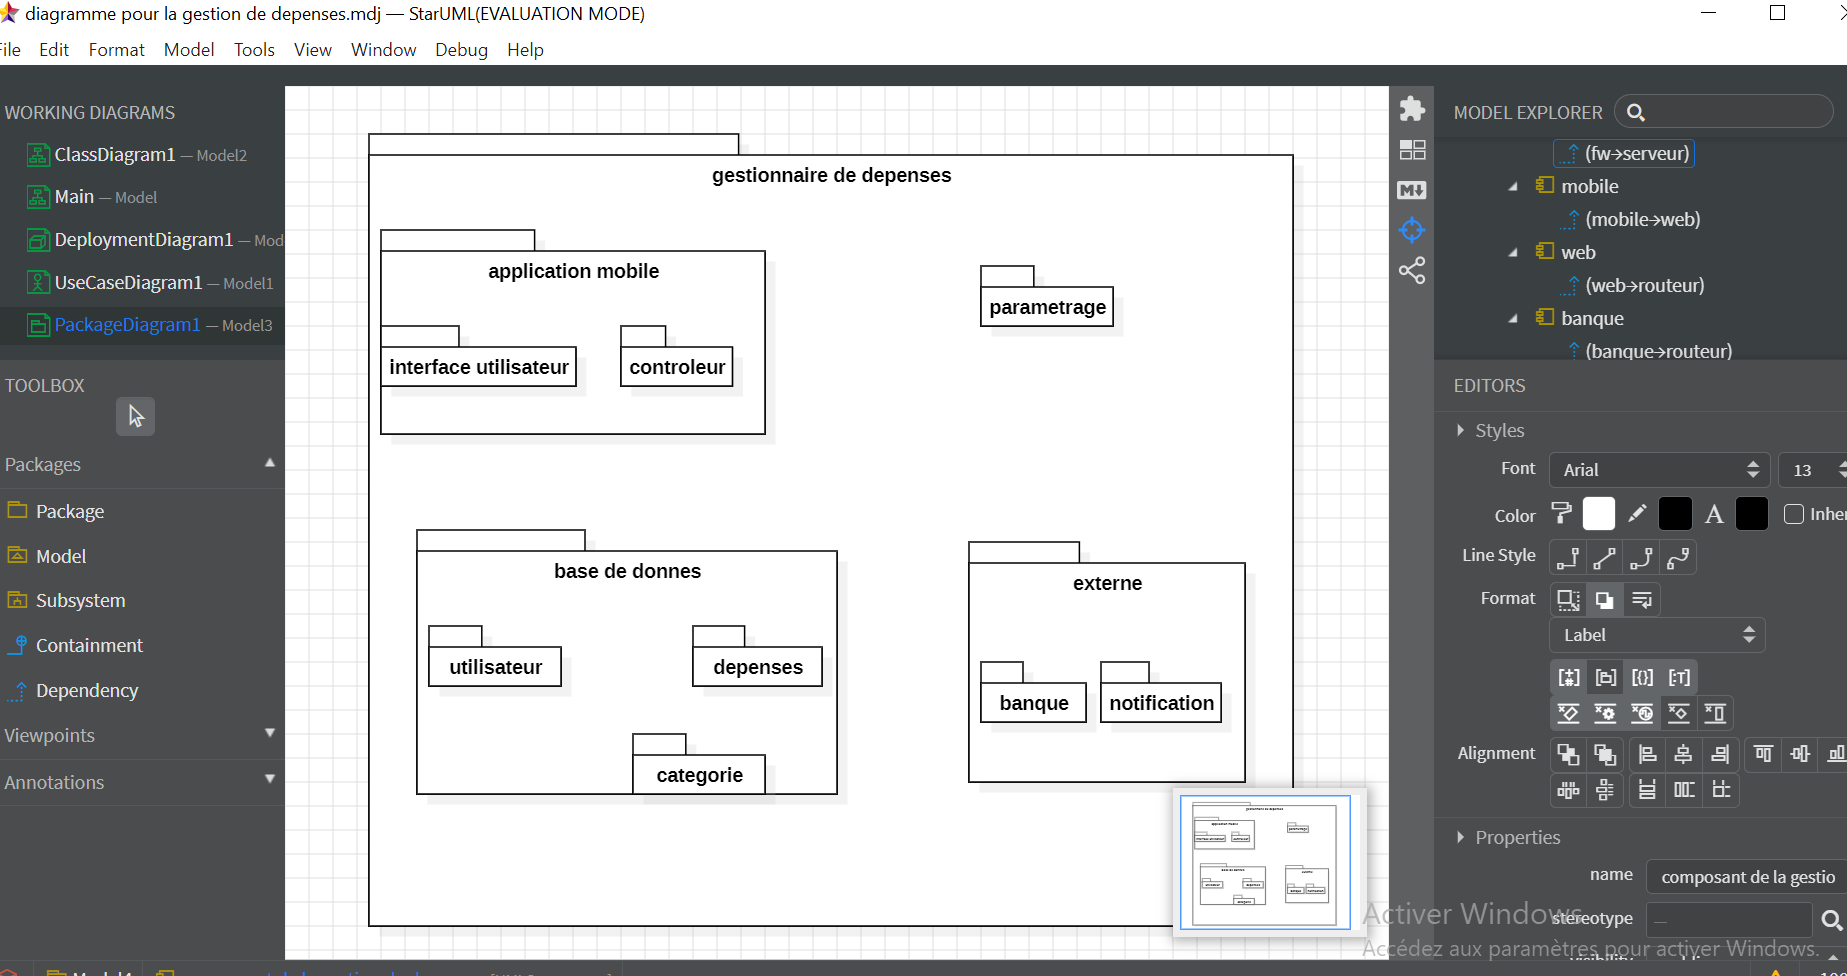 diagramme pour la gestion de depenses.mdj — StarUML(EVALUATION MODE)
File Edit Format Model Tools View Window Debug Help
WORKING DIAGRAMS
ClassDiagram1 — Model2
Main — Model
DeploymentDiagram1 — Mod
UseCaseDiagram1 — Model1
PackageDiagram1 — Model3
TOOLBOX
Packages
Package
Model
Subsystem
Containment
Dependency
Viewpoints
Annotations
gestionnaire de depenses
application mobile
interface utilisateur
controleur
parametrage
base de donnes
utilisateur
depenses
categorie
externe
banque
notification
MODEL EXPLORER
(fw→serveur)
mobile
(mobile→web)
web
(web→routeur)
banque
(banque→routeur)
EDITORS
Styles
Font Arial 13
Color A Inher
Line Style
Format
Label
Alignment
Properties
name composant de la gestio
stereotype —
Activer Windows
Accédez aux paramètres pour activer Windows.